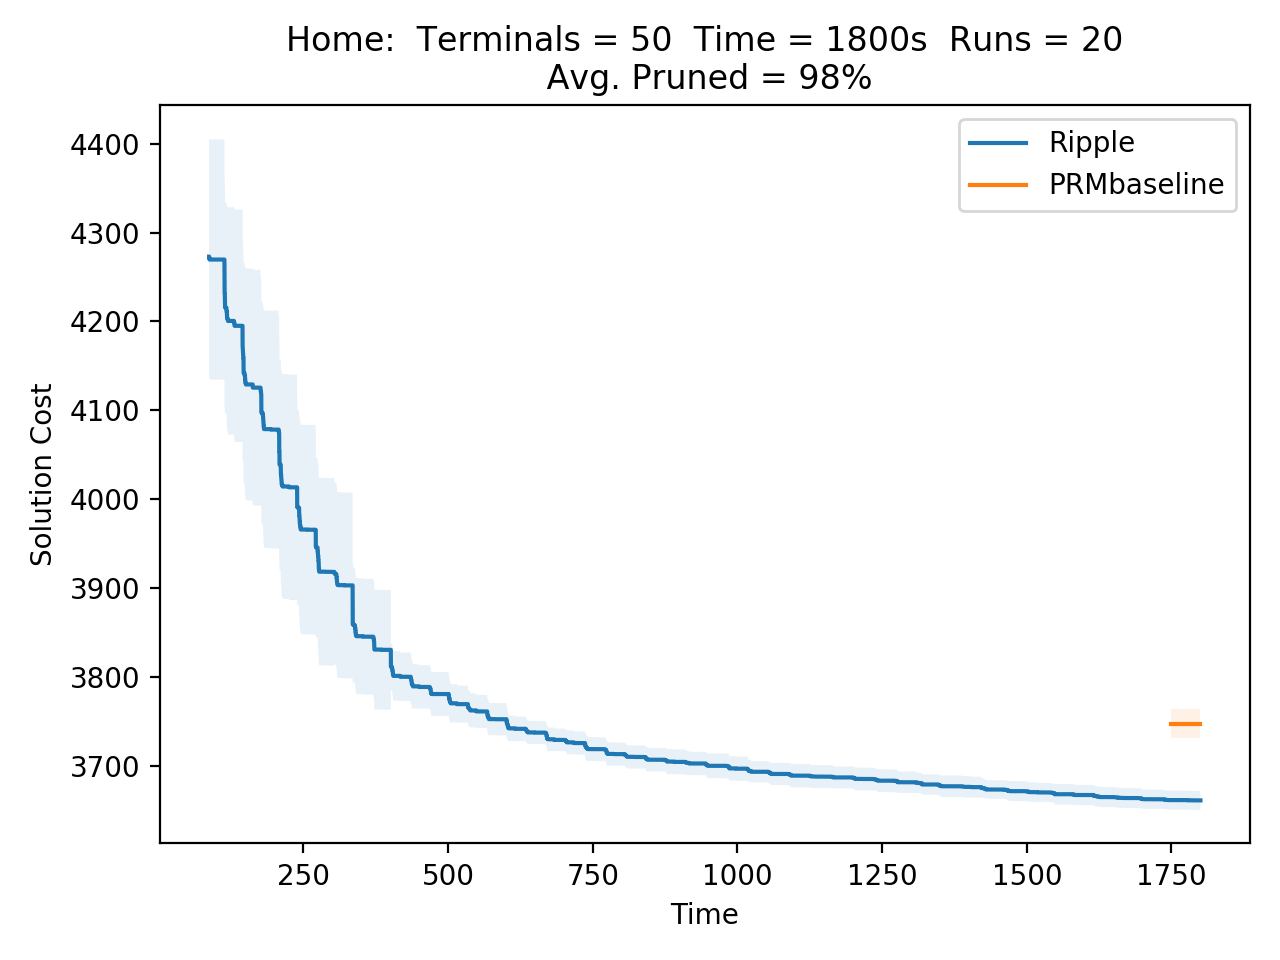 Home:  Terminals = 50  Time = 1800s  Runs = 20
Avg. Pruned = 98%
Ripple
PRMbaseline
4400
4300
4200
4100
4000
3900
3800
3700
Solution Cost
250
500
750
1000
1250
1500
1750
Time